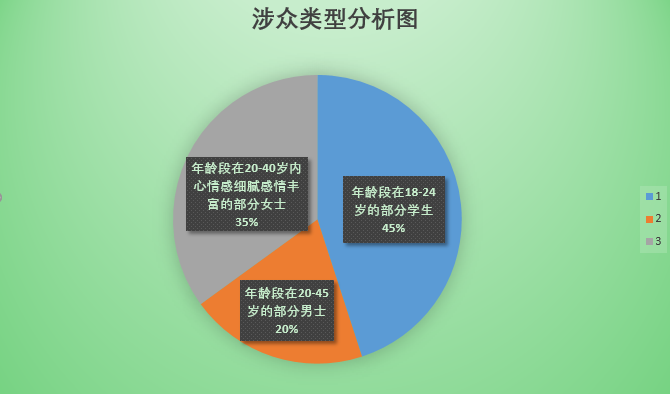 涉众类型分析图
年龄段在20-40岁内
心情感细腻感情丰
富的部分女士
35%
年龄段在18-24
岁的部分学生
45%
年龄段在20-45
岁的部分男士
20%
1
2
3